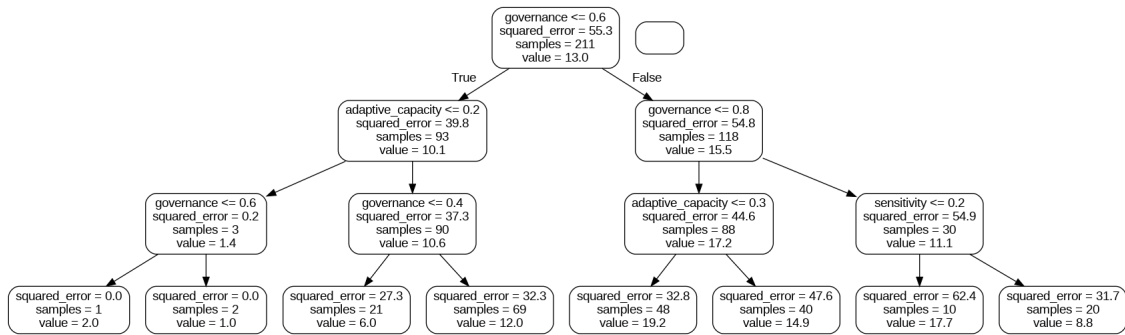 governance <= 0.6
squared_error = 55.3
samples = 211
value = 13.0
True
False
adaptive_capacity <= 0.2
squared_error = 39.8
samples = 93
value = 10.1
governance <= 0.8
squared_error = 54.8
samples = 118
value = 15.5
governance <= 0.6
squared_error = 0.2
samples = 3
value = 1.4
governance <= 0.4
squared_error = 37.3
samples = 90
value = 10.6
adaptive_capacity <= 0.3
squared_error = 44.6
samples = 88
value = 17.2
sensitivity <= 0.2
squared_error = 54.9
samples = 30
value = 11.1
squared_error = 0.0
samples = 1
value = 2.0
squared_error = 0.0
samples = 2
value = 1.0
squared_error = 27.3
samples = 21
value = 6.0
squared_error = 32.3
samples = 69
value = 12.0
squared_error = 32.8
samples = 48
value = 19.2
squared_error = 47.6
samples = 40
value = 14.9
squared_error = 62.4
samples = 10
value = 17.7
squared_error = 31.7
samples = 20
value = 8.8